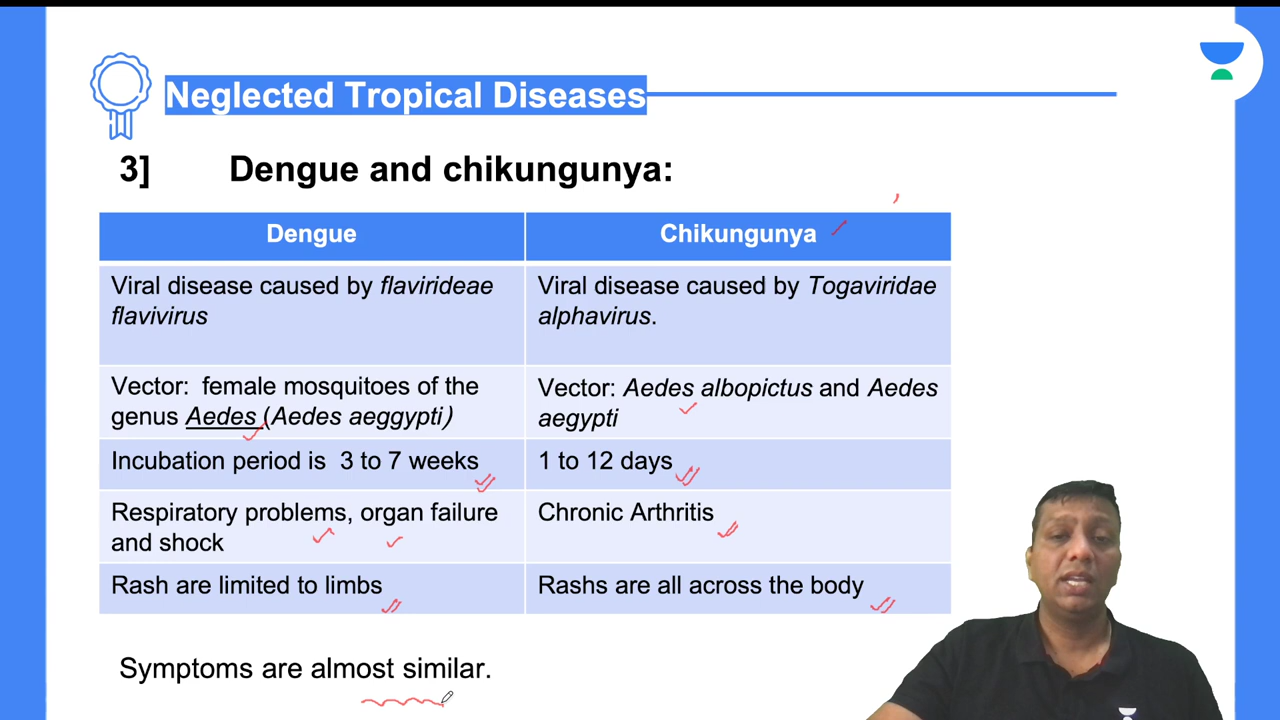 Neglected Tropical Diseases
3] Dengue and chikungunya:
Dengue
Chikungunya
Viral disease caused by flavirideae
flavivirus
Viral disease caused by Togaviridae
alphavirus.
Vector: female mosquitoes of the
genus Aedes (Aedes aeggypti)
Vector: Aedes albopictus and Aedes
aegypti
Incubation period is 3 to 7 weeks
1 to 12 days
Respiratory problems, organ failure
and shock
Chronic Arthritis
Rash are limited to limbs
Rashs are all across the body
Symptoms are almost similar.